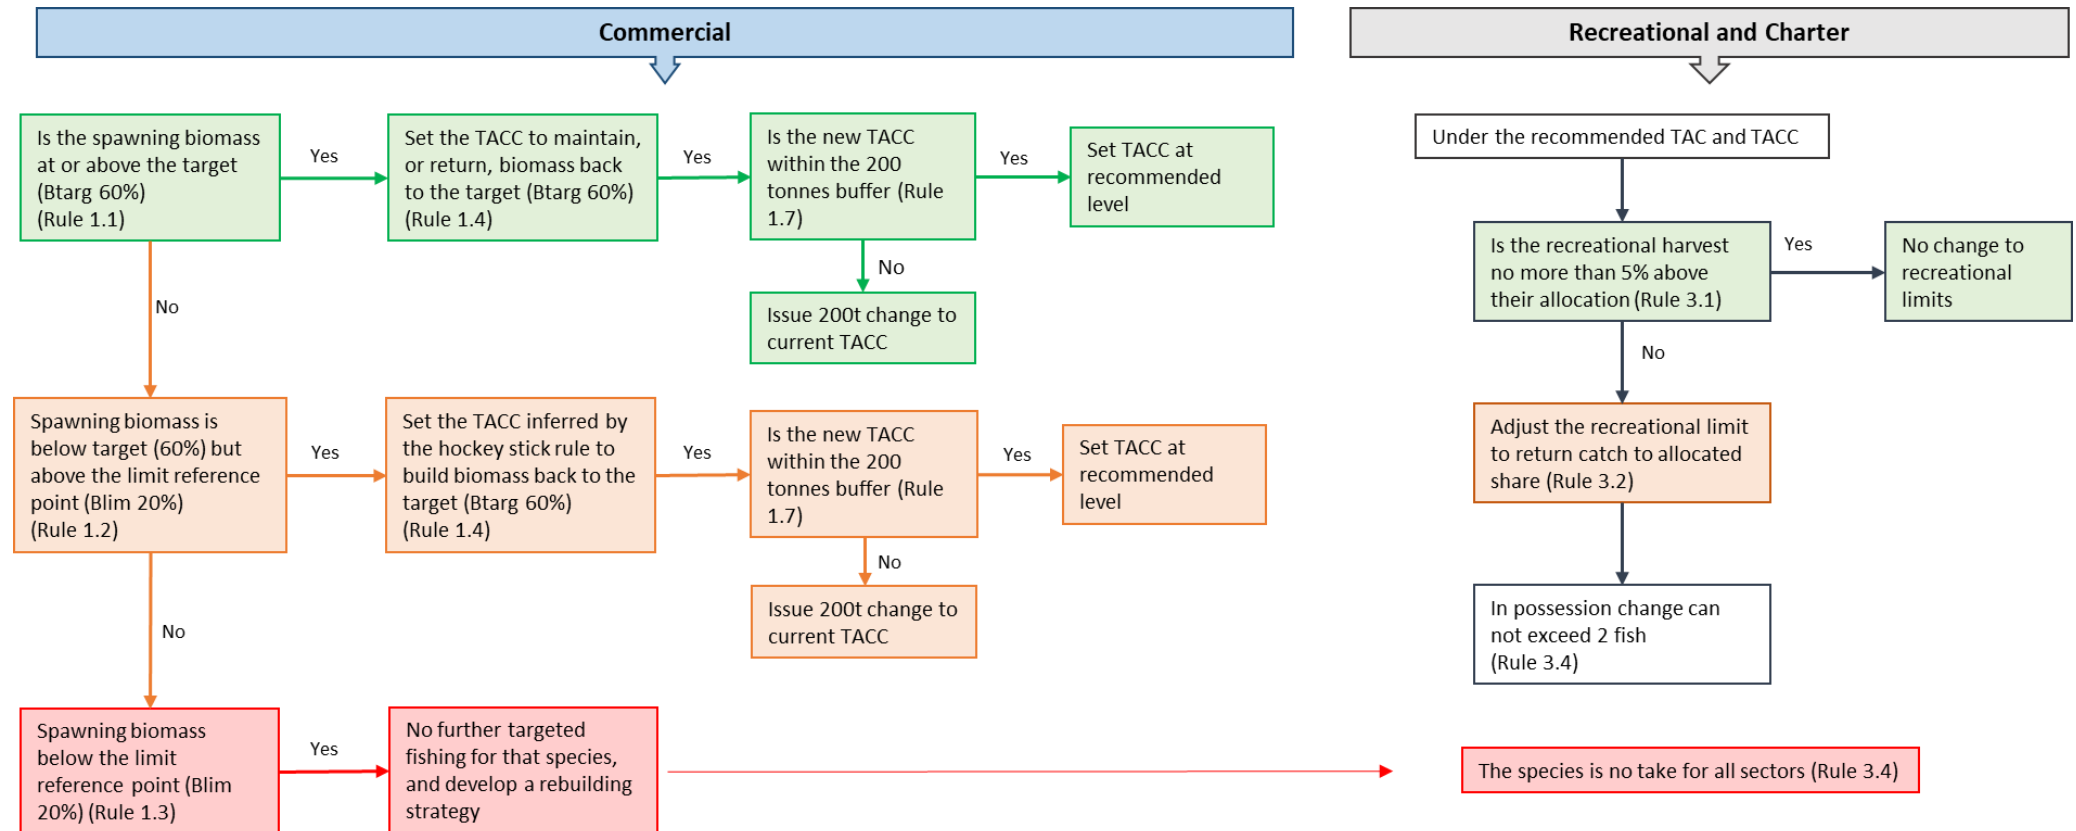 Commercial
Recreational and Charter
Is the spawning biomass
at or above the target
(Btarg 60%)
(Rule 1.1)
Yes
Set the TACC to maintain,
or return, biomass back
to the target (Btarg 60%)
(Rule 1.4)
Yes
Is the new TACC
within the 200
tonnes buffer (Rule
1.7)
Yes
Set TACC at
recommended
level
No
Issue 200t change to
current TACC
No
Spawning biomass is
below target (60%) but
above the limit reference
point (Blim 20%)
(Rule 1.2)
Yes
Set the TACC inferred by
the hockey stick rule to
build biomass back to the
target (Btarg 60%)
(Rule 1.4)
Yes
Is the new TACC
within the 200
tonnes buffer (Rule
1.7)
Yes
Set TACC at
recommended
level
No
Issue 200t change to
current TACC
No
Spawning biomass
below the limit
reference point (Blim
20%) (Rule 1.3)
Yes
No further targeted
fishing for that species,
and develop a rebuilding
strategy
Under the recommended TAC and TACC
Is the recreational harvest
no more than 5% above
their allocation (Rule 3.1)
Yes
No change to
recreational
limits
No
Adjust the recreational limit
to return catch to allocated
share (Rule 3.2)
In possession change can
not exceed 2 fish
(Rule 3.4)
The species is no take for all sectors (Rule 3.4)